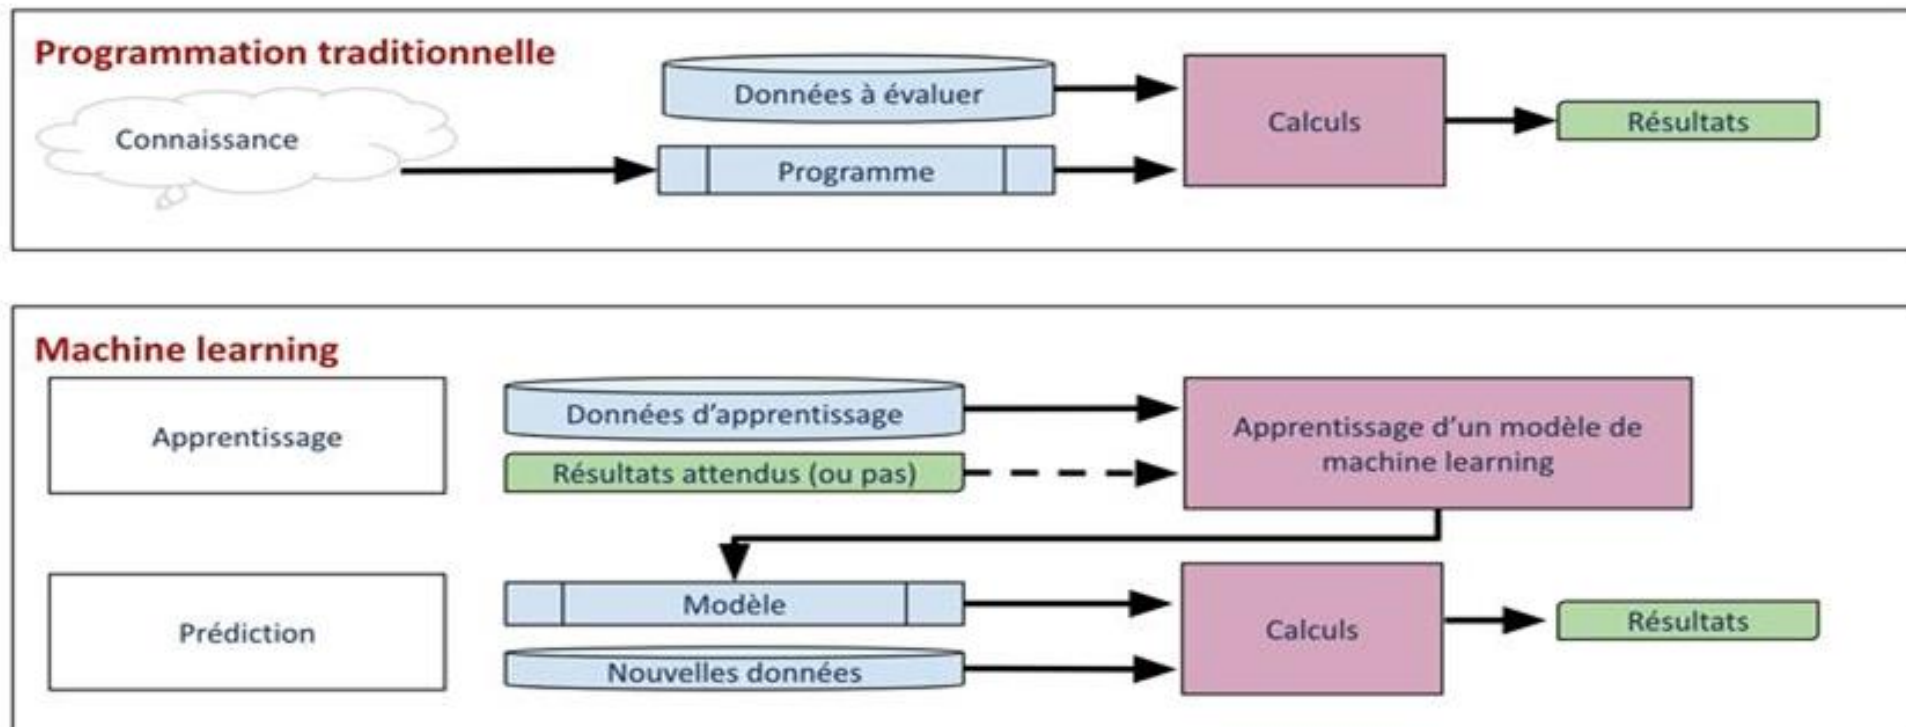 Programmation traditionnelle
Connaissance
Données à évaluer
Programme
Calculs
Résultats
Machine learning
Apprentissage
Données d’apprentissage
Résultats attendus (ou pas)
Apprentissage d’un modèle de
machine learning
Prédiction
Modèle
Nouvelles données
Calculs
Résultats